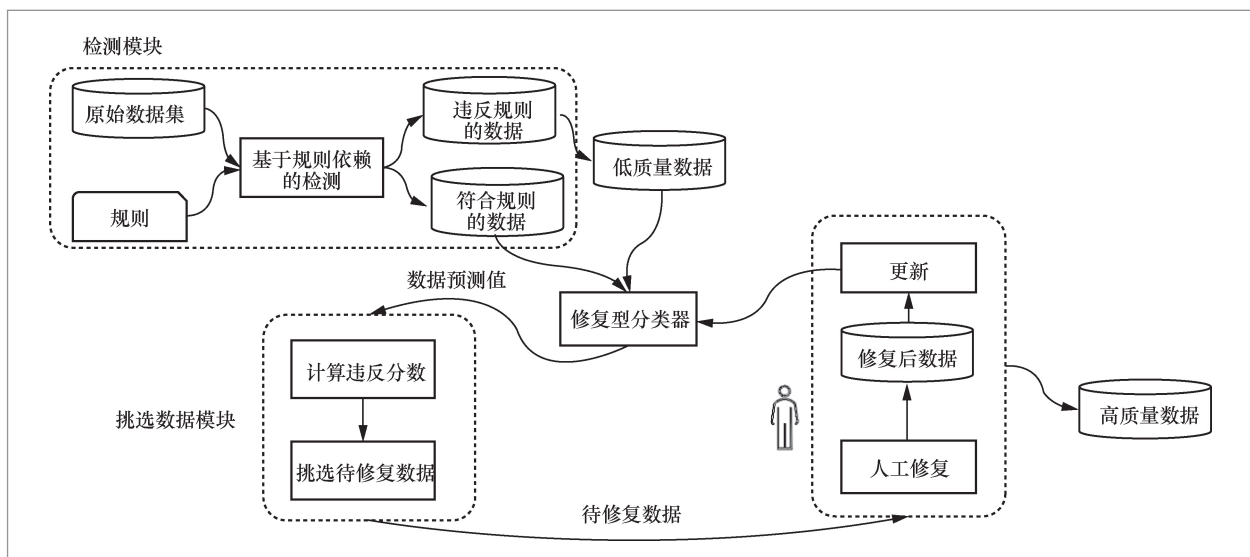 检测模块
原始数据集
规则
基于规则依赖
的检测
违反规则
的数据
符合规则
的数据
低质量数据
数据预测值
修复型分类器
更新
修复后数据
人工修复
高质量数据
计算违反分数
挑选数据模块
挑选待修复数据
待修复数据